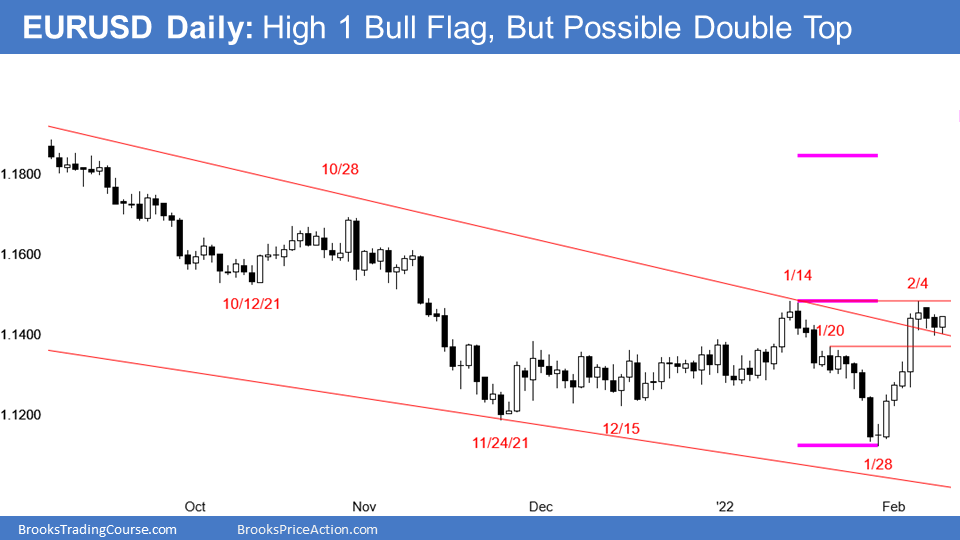 EURUSD Daily: High 1 Bull Flag, But Possible Double Top
10/28
1.1800
1.1600
1/14
2/4
10/12/21
1/20
1.1400
1.1200
12/15
11/24/21
1/28
Oct
Nov
Dec
'22
Feb
BrooksTradingCourse.com
BrooksPriceAction.com